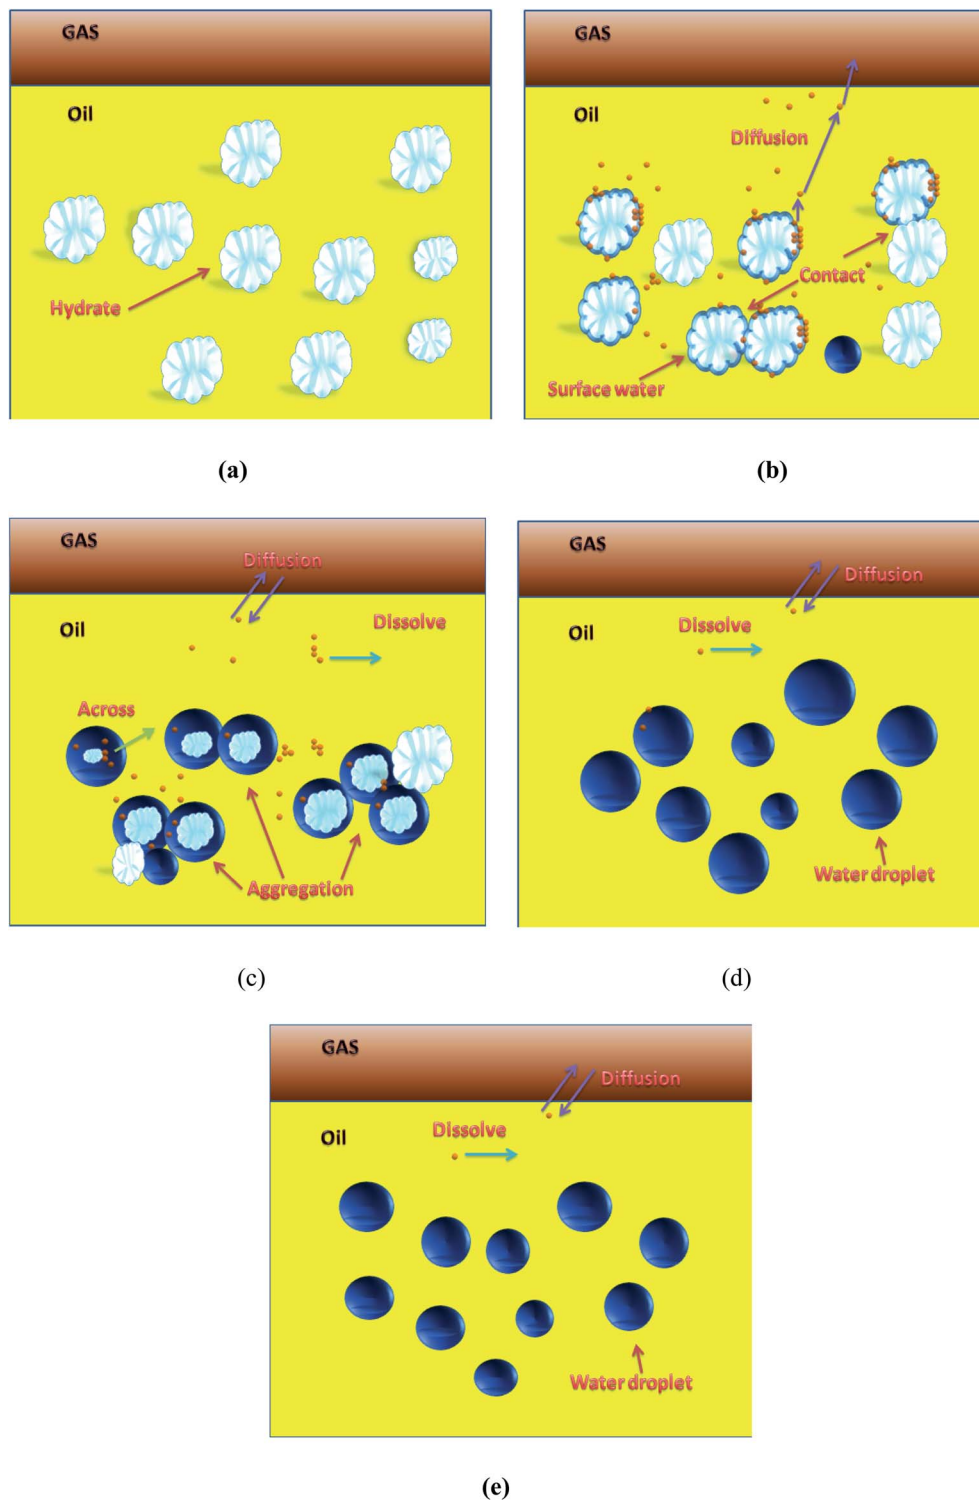 GAS
Oil
Hydrate
(a)
GAS
Oil
Diffusion
Contact
Surface water
(b)
GAS
Diffusion
Oil
Dissolve
Across
Aggregation
(c)
GAS
Diffusion
Oil
Dissolve
Water droplet
(d)
GAS
Diffusion
Oil
Dissolve
Water droplet
(e)